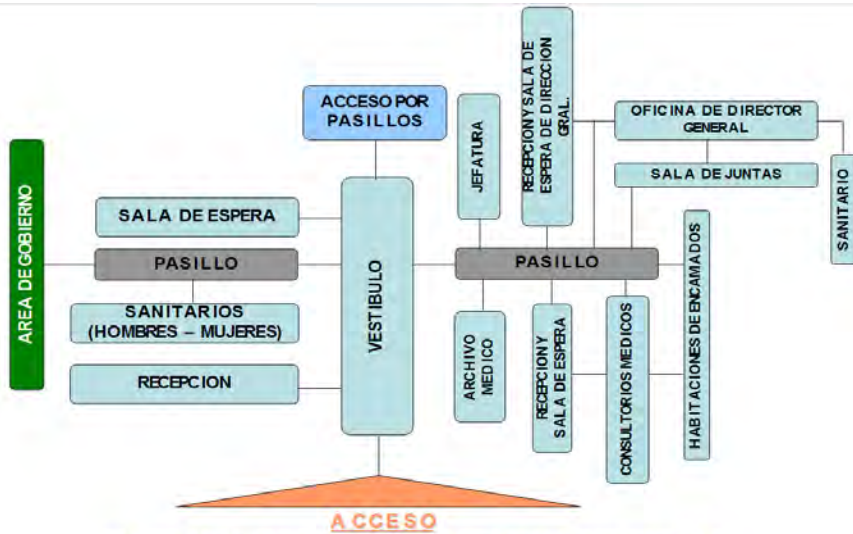 ACCESO POR
PASILLOS
RECEPCION Y SALA DE
ESPERA DE DIRECCION
GRAL.
JEFATURA
OFICINA DE DIRECTOR
GENERAL
SALA DE JUNTAS
SANITARIO
AREA DE GOBIERNO
SALA DE ESPERA
PASILLO
SANITARIOS
(HOMBRES – MUJERES)
RECEPCION
VESTIBULO
PASILLO
ARCHIVO
MEDICO
RECEPCION Y
SALA DE ESPERA
CONSULTORIOS MEDICOS
HABITACIONES DE ENCAMADOS
ACCESO